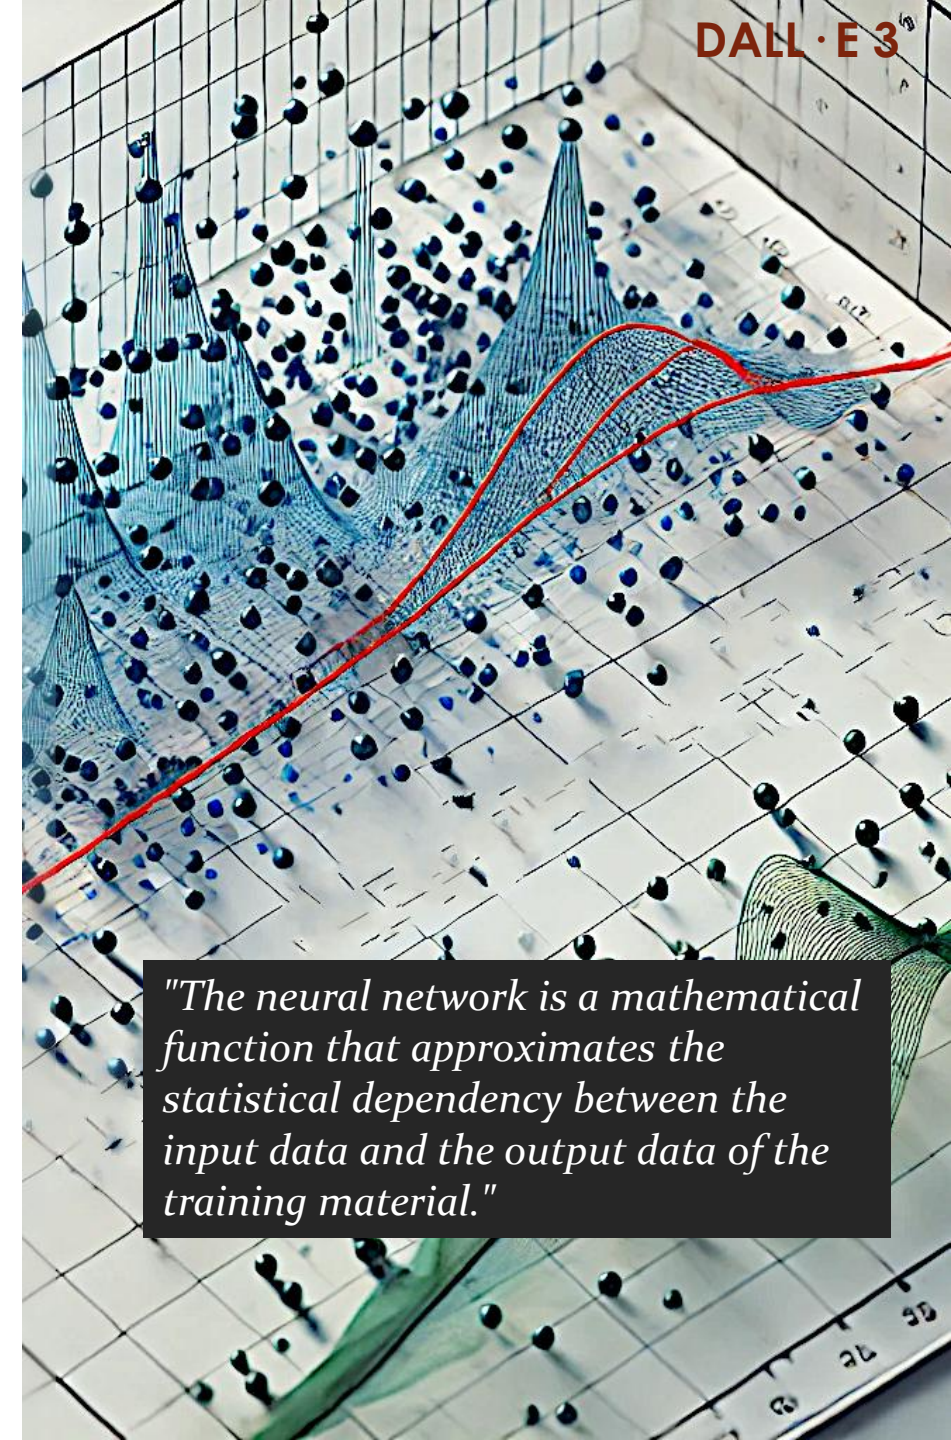 DALL·E 3
"The neural network is a mathematical
function that approximates the
statistical dependency between the
input data and the output data of the
training material."